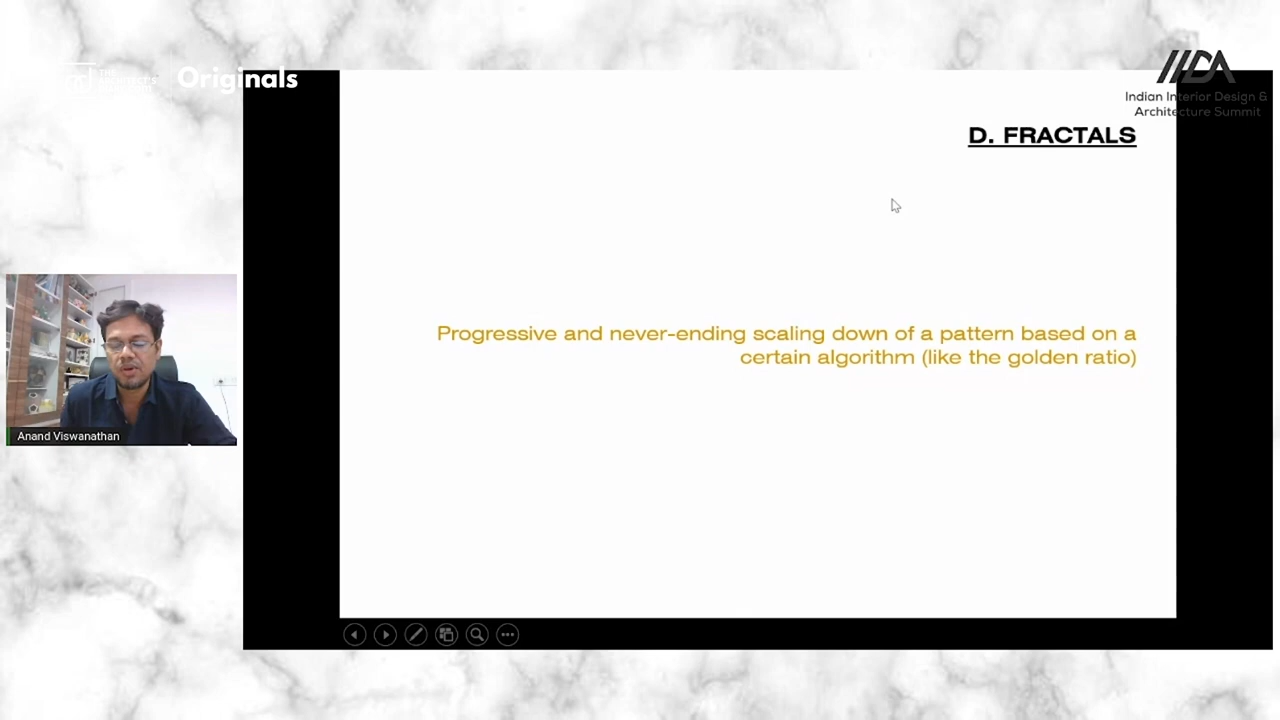 Originals
IIDA
Indian Interior Design &
Architecture Summit
D. FRACTALS
Progressive and never-ending scaling down of a pattern based on a
certain algorithm (like the golden ratio)
Anand Viswanathan